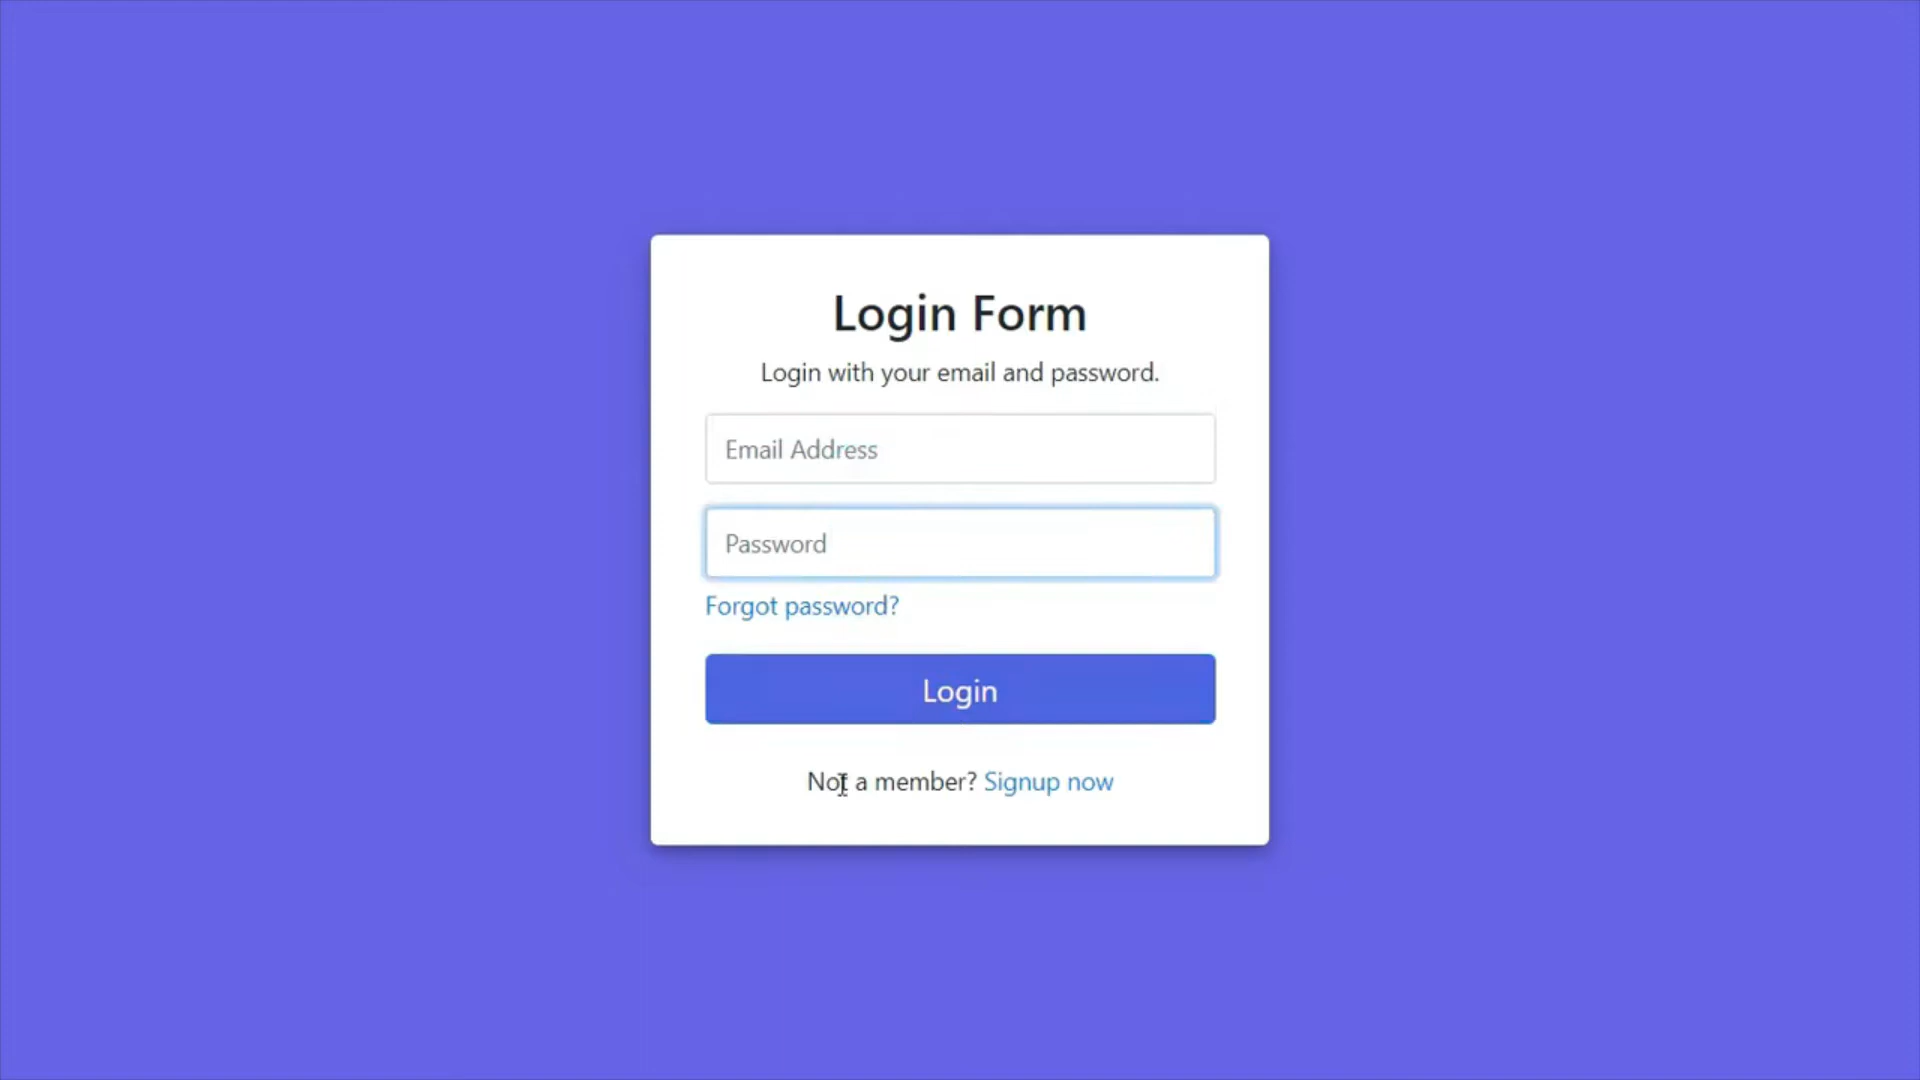 Login Form
Login with your email and password.
Email Address
Password
Forgot password?
Login
Not a member? Signup now